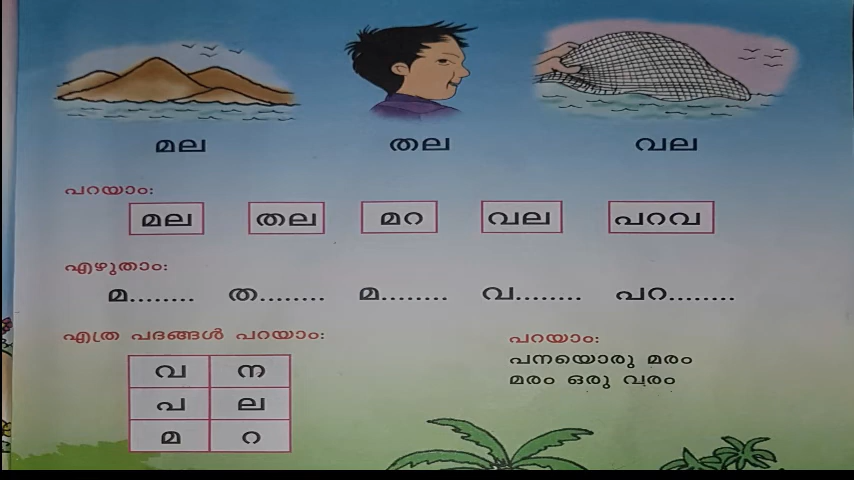 മല തല വല
പറയാം:
മല തല മറ വല പറവ
എഴുതാം:
മ........ ത........ മ........ വ........ പറ........
എത്ര പദങ്ങൾ പറയാം:
വ ന
പ ല
മ റ
പറയാം:
പനയൊരു മരം
മരം ഒരു വരം